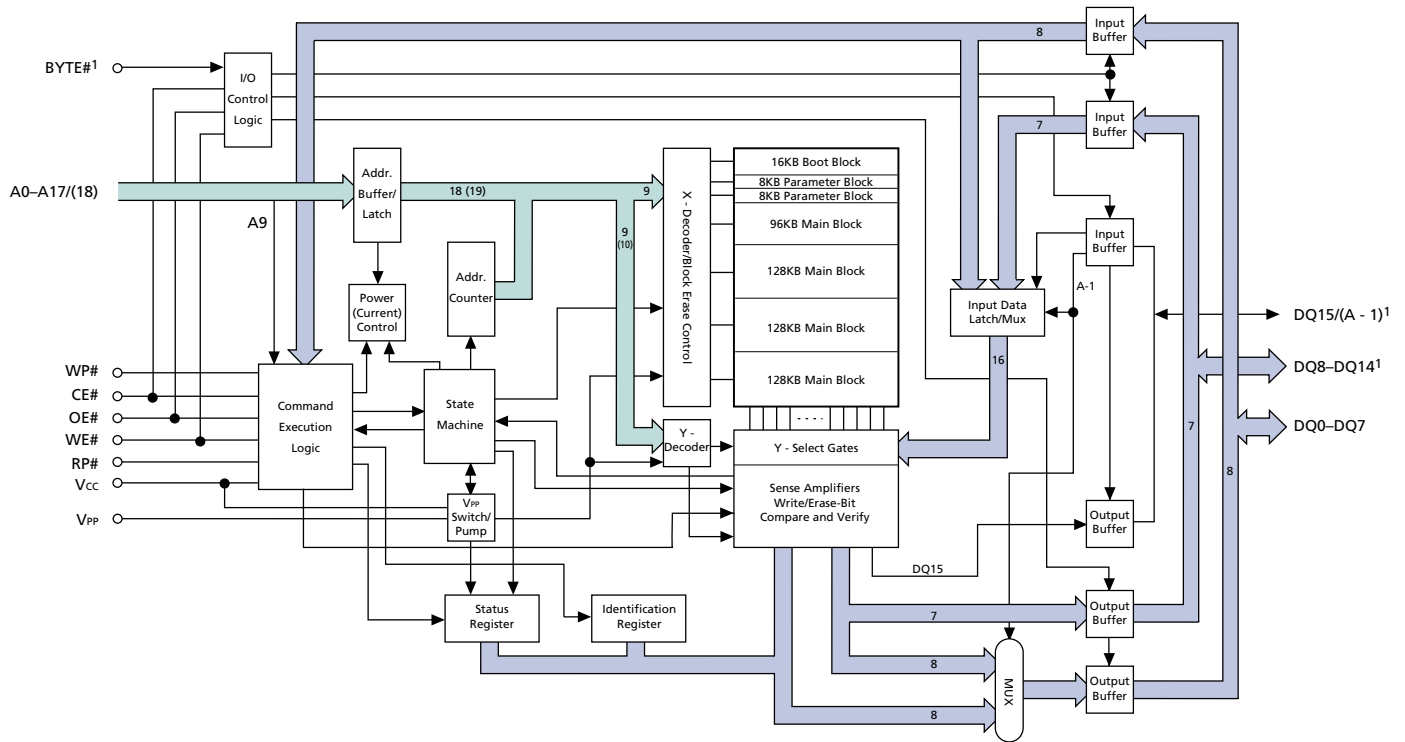 BYTE#1
I/O
Control
Logic
8
Input
Buffer
7
Input
Buffer
A0–A17/(18)
Addr.
Buffer/
Latch
18 (19)
9
9
(10)
A9
X - Decoder/Block Erase Control
16KB Boot Block
8KB Parameter Block
8KB Parameter Block
96KB Main Block
128KB Main Block
128KB Main Block
128KB Main Block
Addr.
Counter
Power
(Current)
Control
Input
Buffer
A-1
Input Data
Latch/Mux
16
DQ15/(A - 1)1
DQ8–DQ141
DQ0–DQ7
7
8
WP#
CE#
OE#
WE#
RP#
VCC
VPP
Command
Execution
Logic
State
Machine
VPP
Switch/
Pump
Y -
Decoder
Y - Select Gates
Sense Amplifiers
Write/Erase-Bit
Compare and Verify
Output
Buffer
DQ15
Status
Register
Identification
Register
7
Output
Buffer
8
MUX
Output
Buffer
8